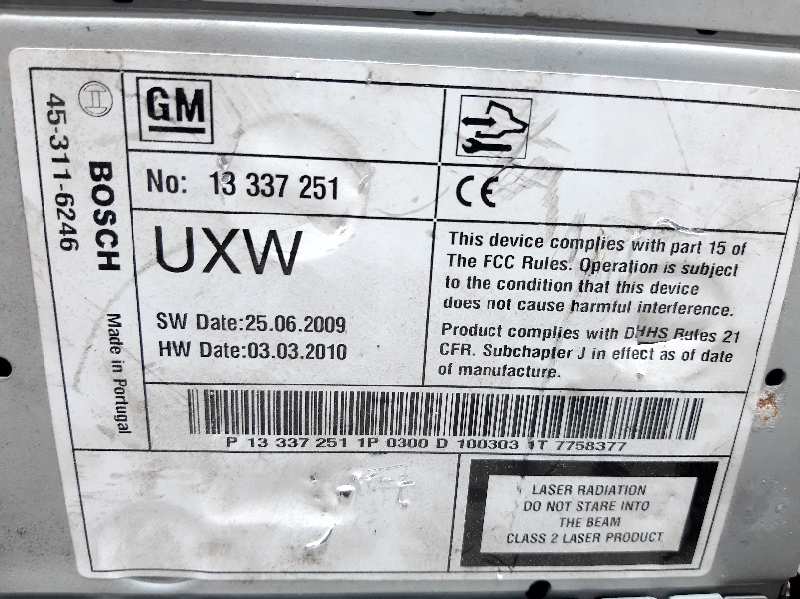 45-311-6246
BOSCH
Made in Portugal
GM
No: 13 337 251
UXW
SW Date:25.06.2009
HW Date:03.03.2010
CE
This device complies with part 15 of
The FCC Rules. Operation is subject
to the condition that this device
does not cause harmful interference.
Product complies with DHHS Rules 21
CFR. Subchapter J in effect as of date
of manufacture.
P 13 337 251 1P 0300 D 100303 1T 7758377
LASER RADIATION
DO NOT STARE INTO
THE BEAM
CLASS 2 LASER PRODUCT